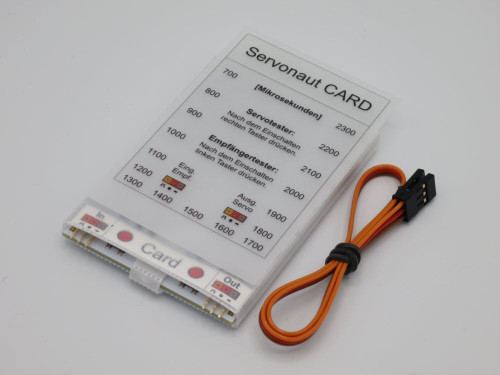 Servonaut CARD
[Mikrosekunden]
700
2300
800
Servotester:
Nach dem Einschalten
rechten Taster drücken.
2200
900
Empfängertester:
Nach dem Einschalten
linken Taster drücken.
2100
1000
2000
1100
Eing.
Empf.
Ausg.
Servo
1900
1200
1800
1300
1400
1500
1600
1700
In
Card
Out